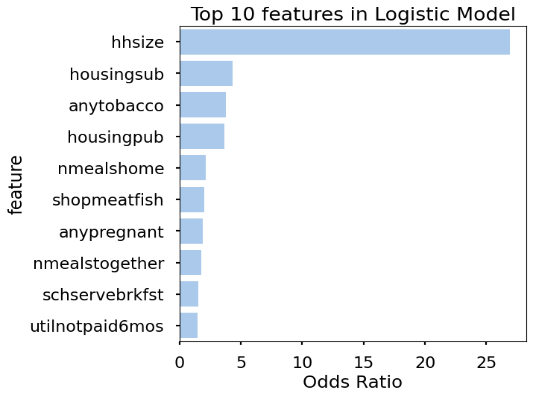 Top 10 features in Logistic Model
hhsize
housingsub
anytobacco
housingpub
nmealshome
shopmeatfish
anypregnant
nmealstogether
schservebrkfst
utilnotpaid6mos
feature
0 5 10 15 20 25
Odds Ratio